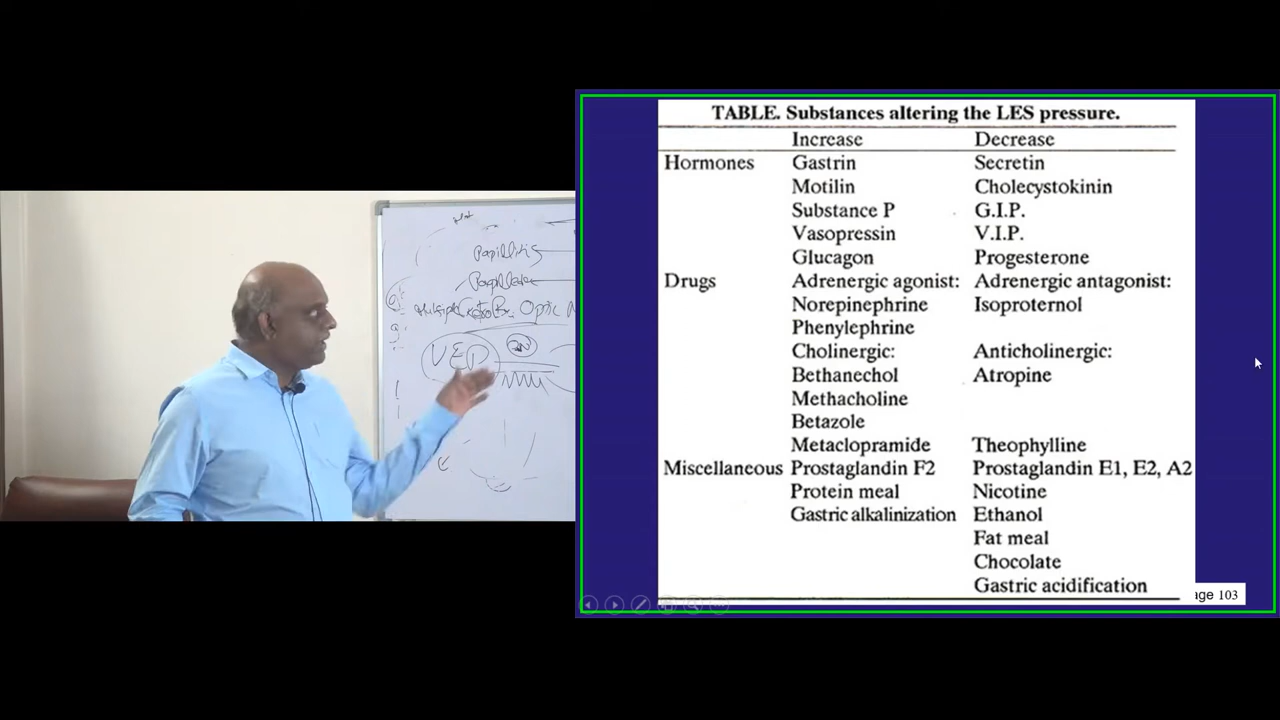 Papillitis
VEP
TABLE. Substances altering the LES pressure.
Increase Decrease
Hormones Gastrin Secretin
Motilin Cholecystokinin
Substance P G.I.P.
Vasopressin V.I.P.
Glucagon Progesterone
Drugs Adrenergic agonist: Adrenergic antagonist:
Norepinephrine Isoproternol
Phenylephrine
Cholinergic: Anticholinergic:
Bethanechol Atropine
Methacholine
Betazole
Metaclopramide Theophylline
Miscellaneous Prostaglandin F2 Prostaglandin E1, E2, A2
Protein meal Nicotine
Gastric alkalinization Ethanol
Fat meal
Chocolate
Gastric acidification
age 103